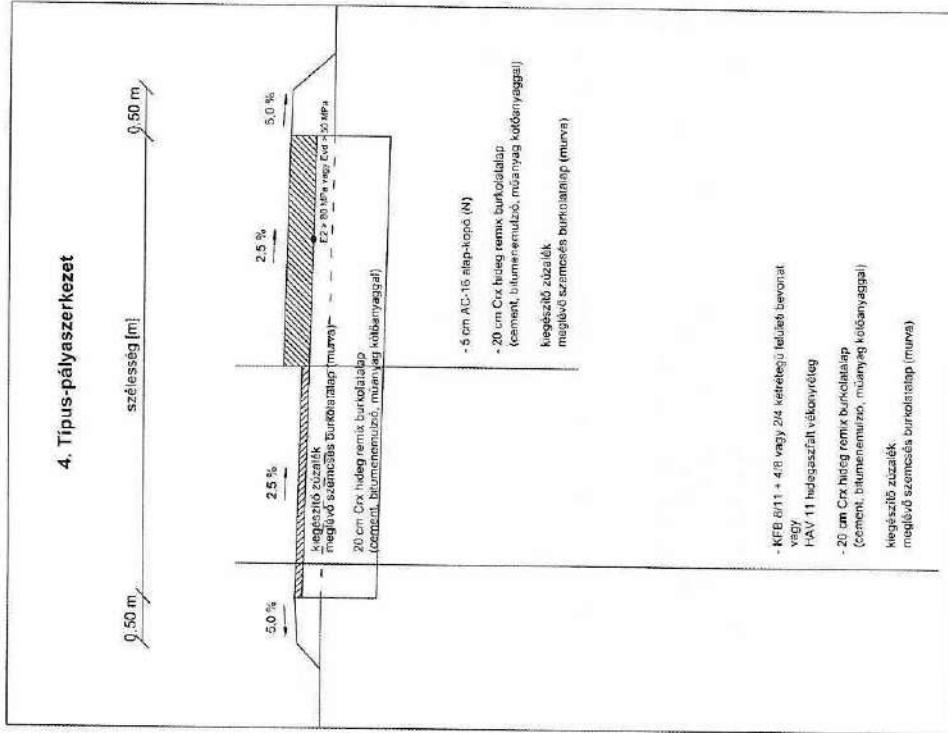 4. Típus-pályaszerkezet
0,50 m
szélesség [m]
0,50 m
5,0 %
2,5 %
2,5 %
5,0 %
E2 > 80 MPa vagy Evd > 50 MPa
kiegészítő zúzalék
meglévő szemcsés burkolatalap (murva)
20 cm Crx hideg remix burkolatalap
(cement, bitumenemulzió, műanyag kötőanyaggal)
- 5 cm AC-16 alap-kopó (N)
- 20 cm Crx hideg remix burkolatalap
(cement, bitumenemulzió, műanyag kötőanyaggal)
kiegészítő zúzalék
meglévő szemcsés burkolatalap (murva)
- KFB 8/11 + 4/8 vagy 2/4 kétrétegű felületi bevonat
vagy
HAV 11 hidegaszfalt vékonyréteg
- 20 cm Crx hideg remix burkolatalap
(cement, bitumenemulzió, műanyag kötőanyaggal)
kiegészítő zúzalék
meglévő szemcsés burkolatalap (murva)